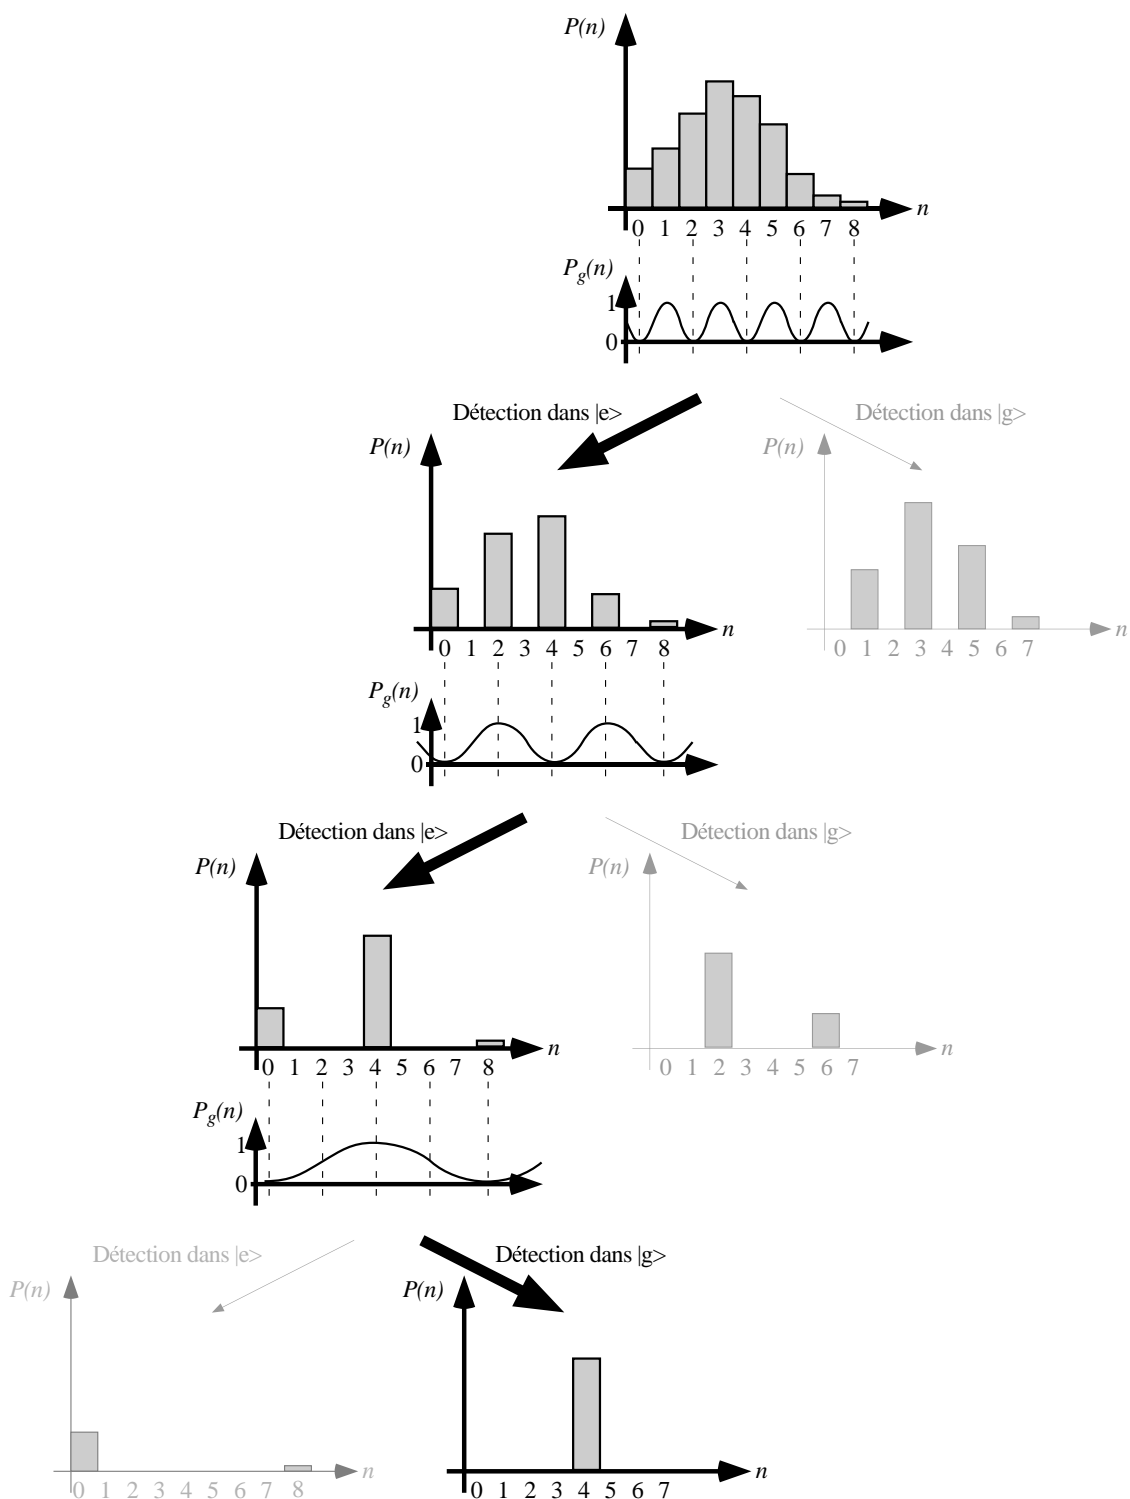 P(n)
n
0 1 2 3 4 5 6 7 8
Pg(n)
1
0
Détection dans |e>
Détection dans |g>
P(n)
P(n)
n
n
0 1 2 3 4 5 6 7 8
0 1 2 3 4 5 6 7
Pg(n)
1
0
Détection dans |e>
Détection dans |g>
P(n)
P(n)
n
n
0 1 2 3 4 5 6 7 8
0 1 2 3 4 5 6 7
Pg(n)
1
0
Détection dans |e>
Détection dans |g>
P(n)
P(n)
n
n
0 1 2 3 4 5 6 7 8
0 1 2 3 4 5 6 7